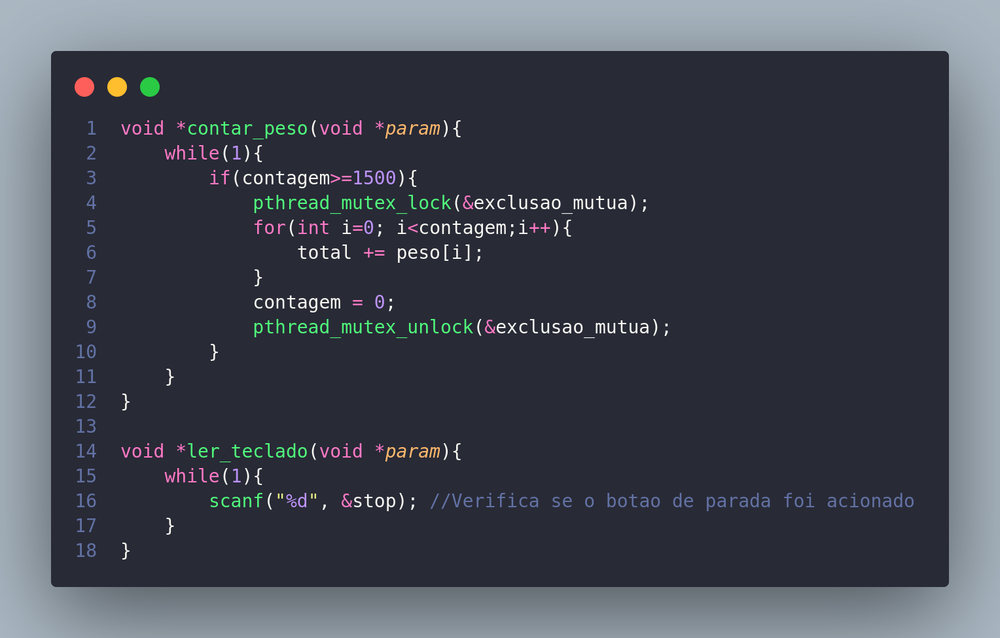 1 void *contar_peso(void *param){
2     while(1){
3         if(contagem>=1500){
4             pthread_mutex_lock(&exclusao_mutua);
5             for(int i=0; i<contagem;i++){
6                 total += peso[i];
7             }
8             contagem = 0;
9             pthread_mutex_unlock(&exclusao_mutua);
10         }
11     }
12 }
13
14 void *ler_teclado(void *param){
15     while(1){
16         scanf("%d", &stop); //Verifica se o botao de parada foi acionado
17     }
18 }